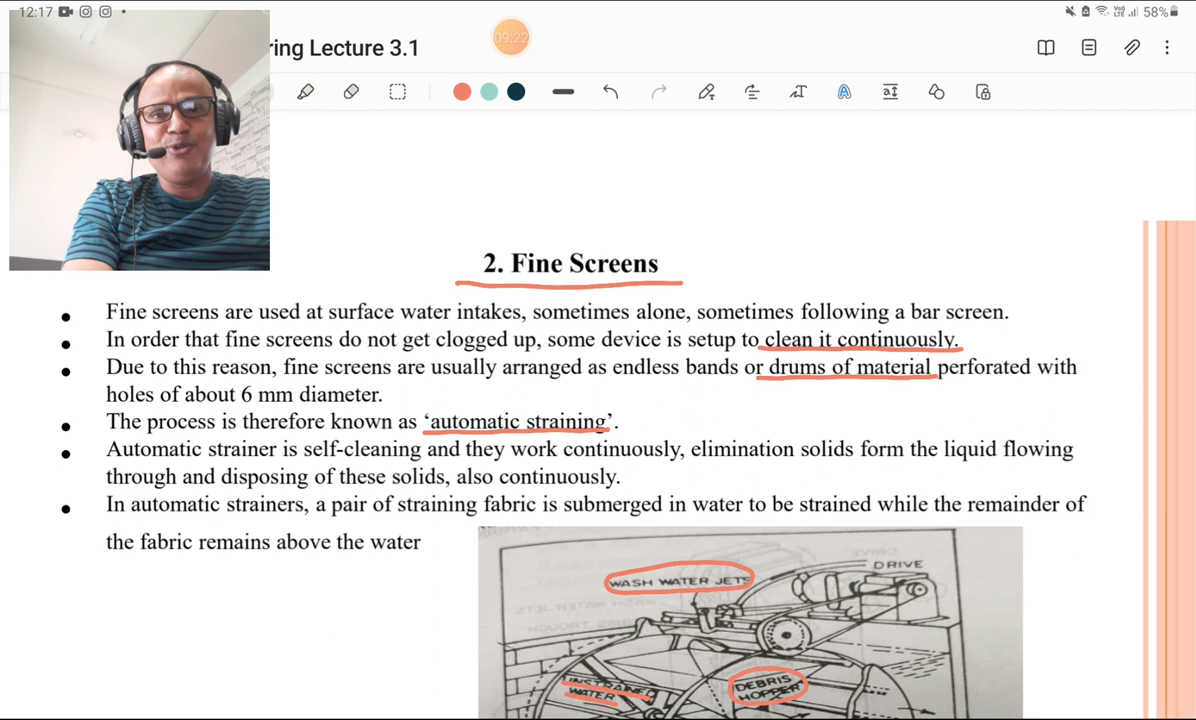 12:17
58%
ring Lecture 3.1
09:22
2. Fine Screens
Fine screens are used at surface water intakes, sometimes alone, sometimes following a bar screen.
In order that fine screens do not get clogged up, some device is setup to clean it continuously.
Due to this reason, fine screens are usually arranged as endless bands or drums of material perforated with
holes of about 6 mm diameter.
The process is therefore known as ‘automatic straining’.
Automatic strainer is self-cleaning and they work continuously, elimination solids form the liquid flowing
through and disposing of these solids, also continuously.
In automatic strainers, a pair of straining fabric is submerged in water to be strained while the remainder of
the fabric remains above the water
DRIVE
WASH WATER JETS
UNSTRAINED
WATER
DEBRIS
HOPPER